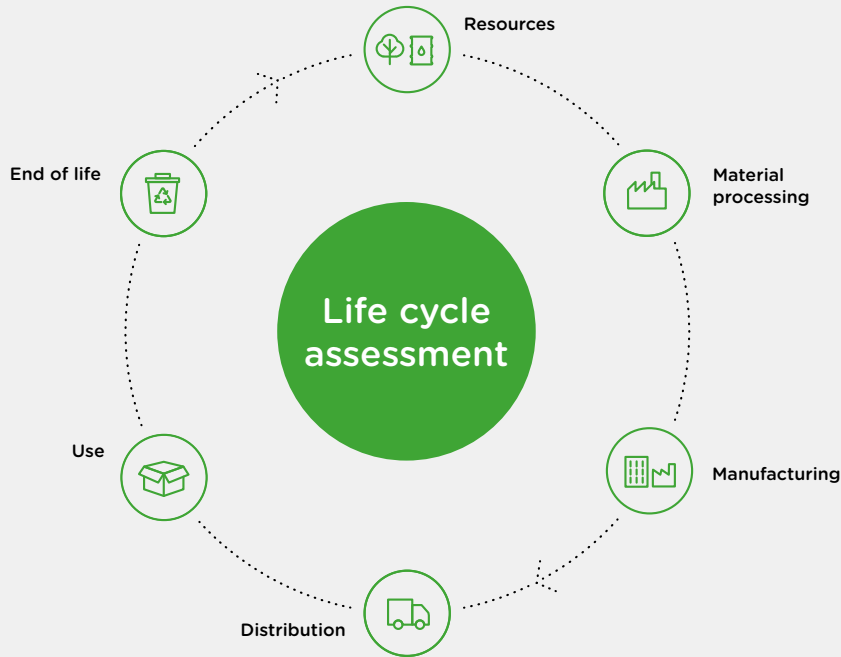 Resources
Material
processing
Manufacturing
Distribution
Use
End of life
Life cycle
assessment